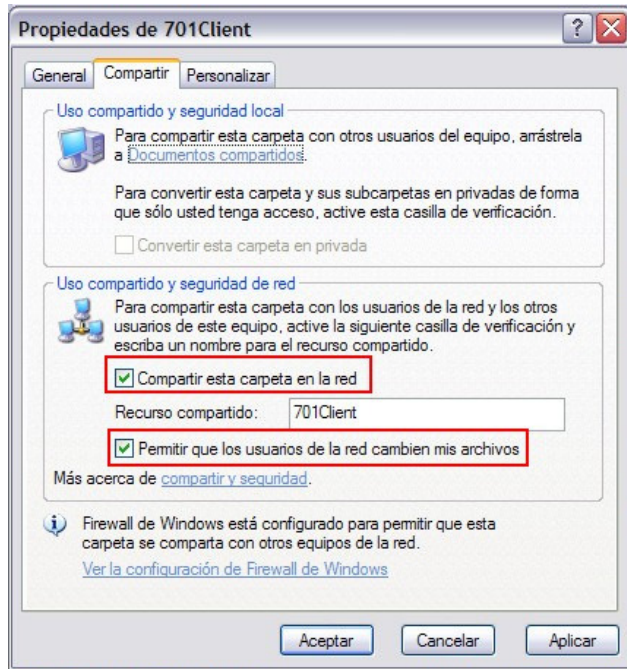 Propiedades de 701Client
General Compartir Personalizar
Uso compartido y seguridad local
Para compartir esta carpeta con otros usuarios del equipo, arrástrela
a Documentos compartidos.
Para convertir esta carpeta y sus subcarpetas en privadas de forma
que sólo usted tenga acceso, active esta casilla de verificación.
Convertir esta carpeta en privada
Uso compartido y seguridad de red
Para compartir esta carpeta con los usuarios de la red y los otros
usuarios de este equipo, active la siguiente casilla de verificación y
escriba un nombre para el recurso compartido.
Compartir esta carpeta en la red
Recurso compartido: 701Client
Permitir que los usuarios de la red cambien mis archivos
Más acerca de compartir y seguridad.
Firewall de Windows está configurado para permitir que esta
carpeta se comparta con otros equipos de la red.
Ver la configuración de Firewall de Windows
Aceptar Cancelar Aplicar